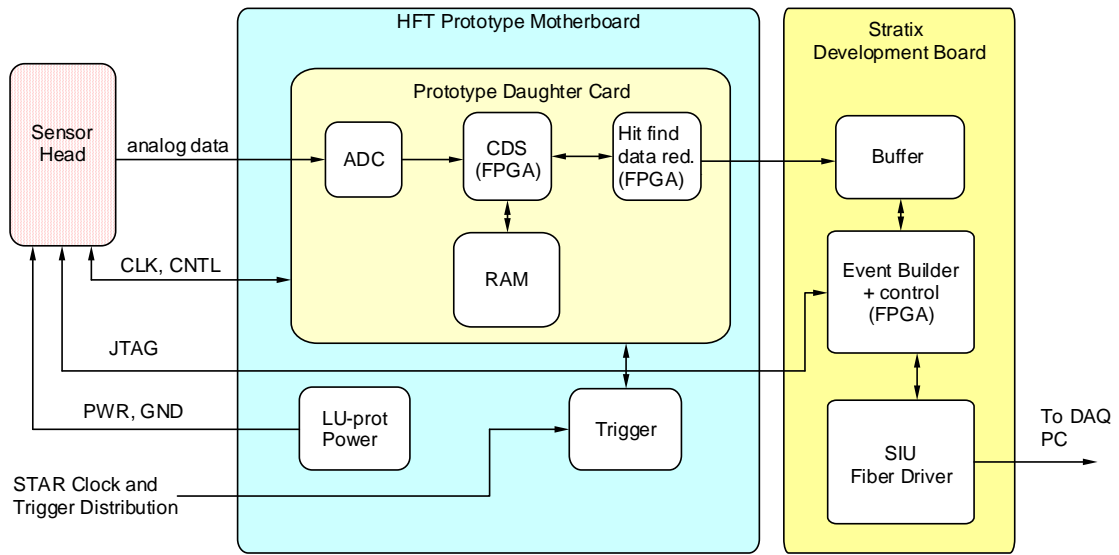 HFT Prototype Motherboard
Stratix
Development Board
Prototype Daughter Card
Sensor
Head
analog data
ADC
CDS
(FPGA)
Hit find
data red.
(FPGA)
Buffer
RAM
CLK, CNTL
Event Builder
+ control
(FPGA)
JTAG
PWR, GND
LU-prot
Power
Trigger
SIU
Fiber Driver
To DAQ
PC
STAR Clock and
Trigger Distribution